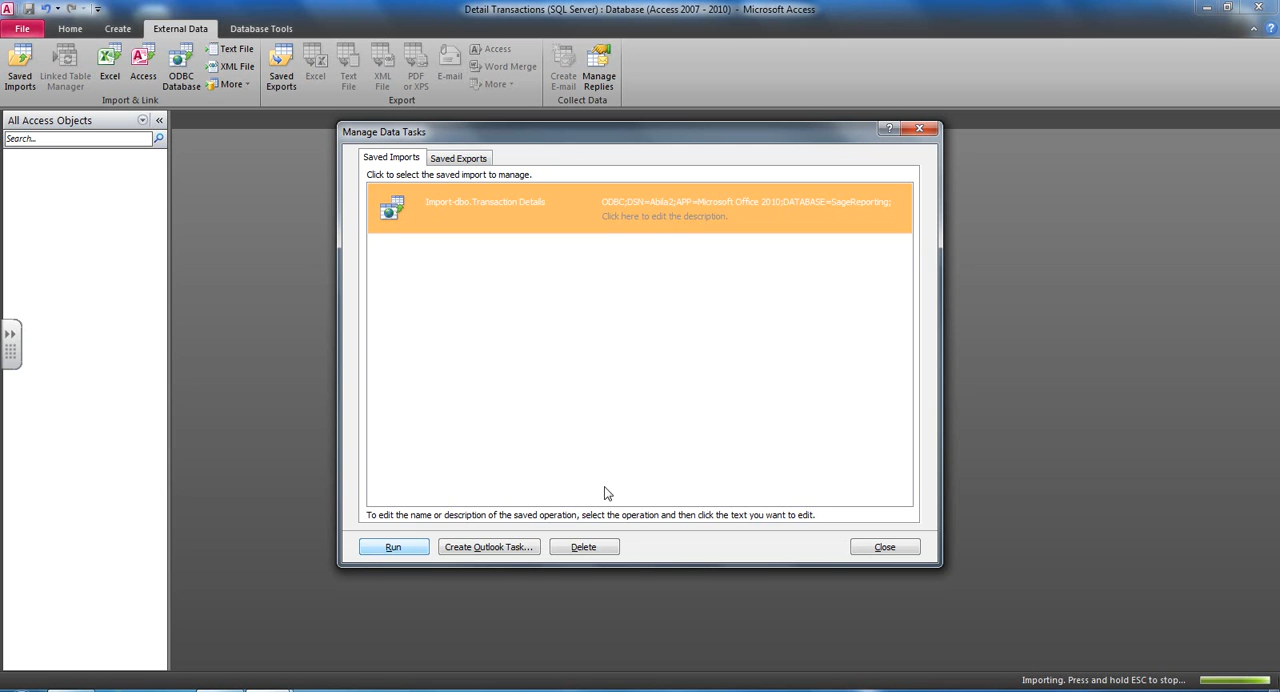 Detail Transactions (SQL Server) : Database (Access 2007 - 2010) - Microsoft Access
File Home Create External Data Database Tools
Saved Imports
Linked Table Manager
Excel
Access
ODBC Database
Text File
XML File
More
Import & Link
Saved Exports
Excel
Text File
XML File
PDF or XPS
E-mail
Access
Word Merge
More
Export
Create E-mail
Manage Replies
Collect Data
All Access Objects
Search...
Manage Data Tasks
Saved Imports Saved Exports
Click to select the saved import to manage.
Import-dbo.Transaction Details ODBC;DSN=Abila2;APP=Microsoft Office 2010;DATABASE=SageReporting;
Click here to edit the description.
To edit the name or description of the saved operation, select the operation and then click the text you want to edit.
Run Create Outlook Task... Delete Close
Importing. Press and hold ESC to stop...